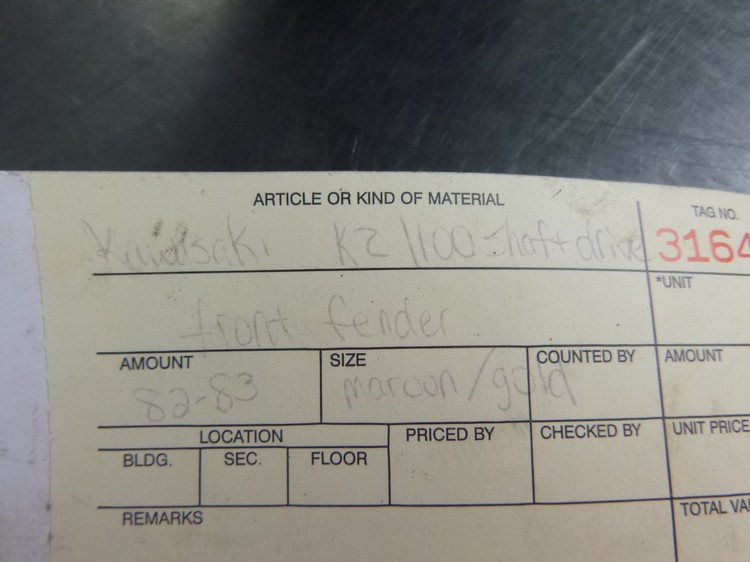 ARTICLE OR KIND OF MATERIAL
TAG NO.
Kawasaki KZ 1100 shaft drive
3164
*UNIT
front fender
AMOUNT SIZE COUNTED BY AMOUNT
82-83 maroon/gold
LOCATION PRICED BY CHECKED BY UNIT PRICE
BLDG. SEC. FLOOR
REMARKS TOTAL VA